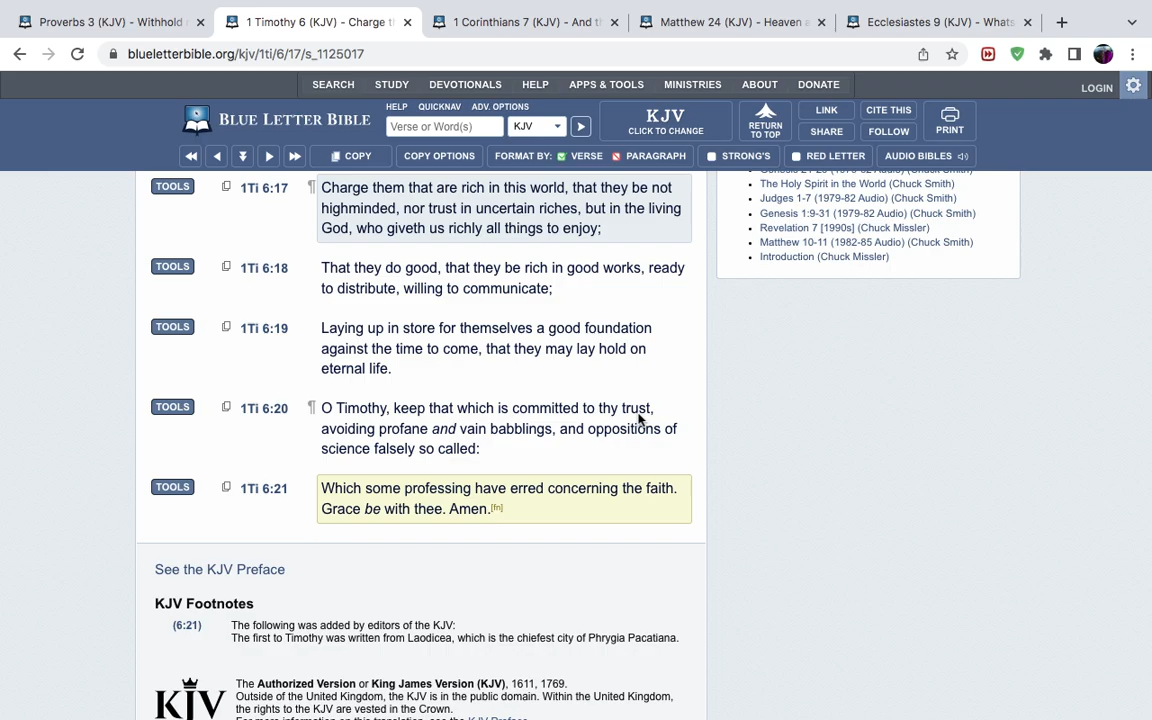 Proverbs 3 (KJV) - Withhold n
1 Timothy 6 (KJV) - Charge t
1 Corinthians 7 (KJV) - And th
Matthew 24 (KJV) - Heaven a
Ecclesiastes 9 (KJV) - Whats
blueletterbible.org/kjv/1ti/6/17/s_1125017
SEARCH STUDY DEVOTIONALS HELP APPS & TOOLS MINISTRIES ABOUT DONATE
LOGIN
BLUE LETTER BIBLE
HELP QUICKNAV ADV. OPTIONS
Verse or Word(s) KJV
KJV
CLICK TO CHANGE
RETURN
TO TOP
LINK CITE THIS
SHARE FOLLOW
PRINT
COPY COPY OPTIONS FORMAT BY: VERSE PARAGRAPH STRONG'S RED LETTER AUDIO BIBLES
TOOLS 1Ti 6:17 ¶ Charge them that are rich in this world, that they be not
highminded, nor trust in uncertain riches, but in the living
God, who giveth us richly all things to enjoy;
TOOLS 1Ti 6:18 That they do good, that they be rich in good works, ready
to distribute, willing to communicate;
TOOLS 1Ti 6:19 Laying up in store for themselves a good foundation
against the time to come, that they may lay hold on
eternal life.
TOOLS 1Ti 6:20 ¶ O Timothy, keep that which is committed to thy trust,
avoiding profane and vain babblings, and oppositions of
science falsely so called:
TOOLS 1Ti 6:21 Which some professing have erred concerning the faith.
Grace be with thee. Amen.[fn]
The Holy Spirit in the World (Chuck Smith)
Judges 1-7 (1979-82 Audio) (Chuck Smith)
Genesis 1:9-31 (1979-82 Audio) (Chuck Smith)
Revelation 7 [1990s] (Chuck Missler)
Matthew 10-11 (1982-85 Audio) (Chuck Smith)
Introduction (Chuck Missler)
See the KJV Preface
KJV Footnotes
(6:21) The following was added by editors of the KJV:
The first to Timothy was written from Laodicea, which is the chiefest city of Phrygia Pacatiana.
KJV
The Authorized Version or King James Version (KJV), 1611, 1769.
Outside of the United Kingdom, the KJV is in the public domain. Within the United Kingdom,
the rights to the KJV are vested in the Crown.
For more information on this translation, see the KJV Preface.